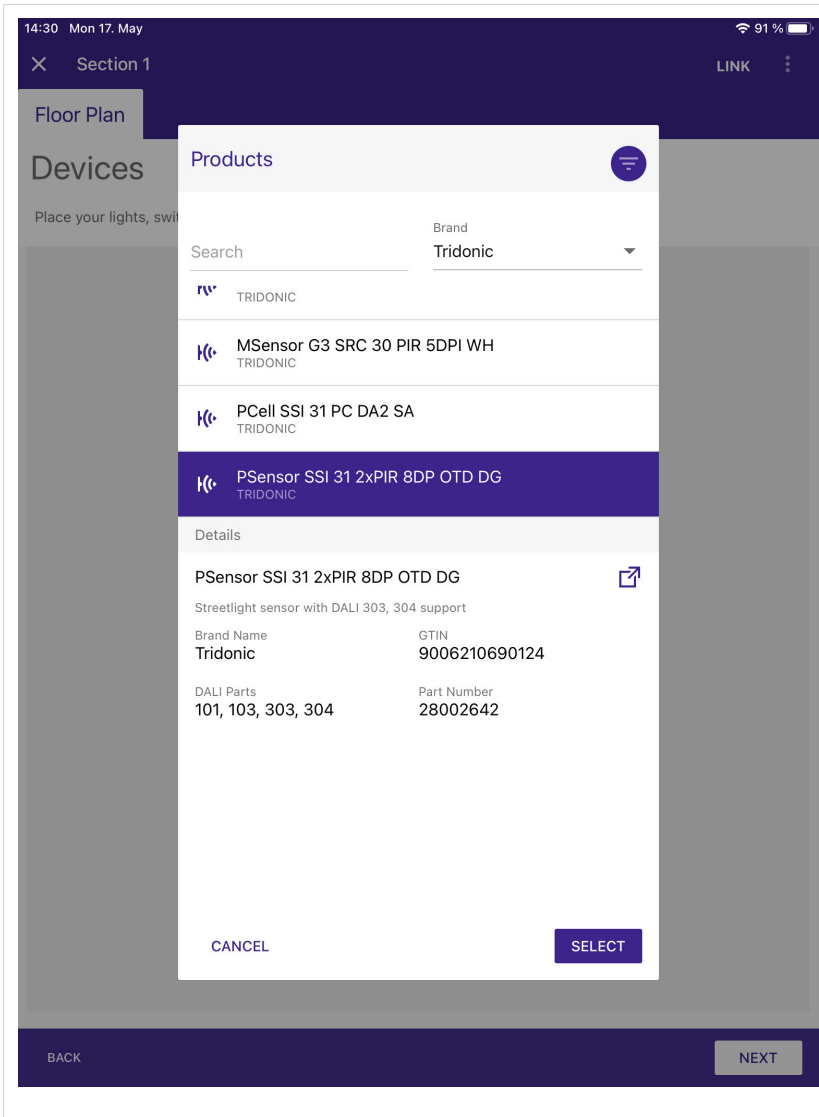 14:30 Mon 17. May 91 %
Section 1 LINK
Floor Plan
Products
Devices
Place your lights, swit
Brand
Search Tridonic
TRIDONIC
MSensor G3 SRC 30 PIR 5DPI WH
TRIDONIC
PCell SSI 31 PC DA2 SA
TRIDONIC
PSensor SSI 31 2xPIR 8DP OTD DG
TRIDONIC
Details
PSensor SSI 31 2xPIR 8DP OTD DG
Streetlight sensor with DALI 303, 304 support
Brand Name GTIN
Tridonic 9006210690124
DALI Parts Part Number
101, 103, 303, 304 28002642
CANCEL SELECT
BACK NEXT